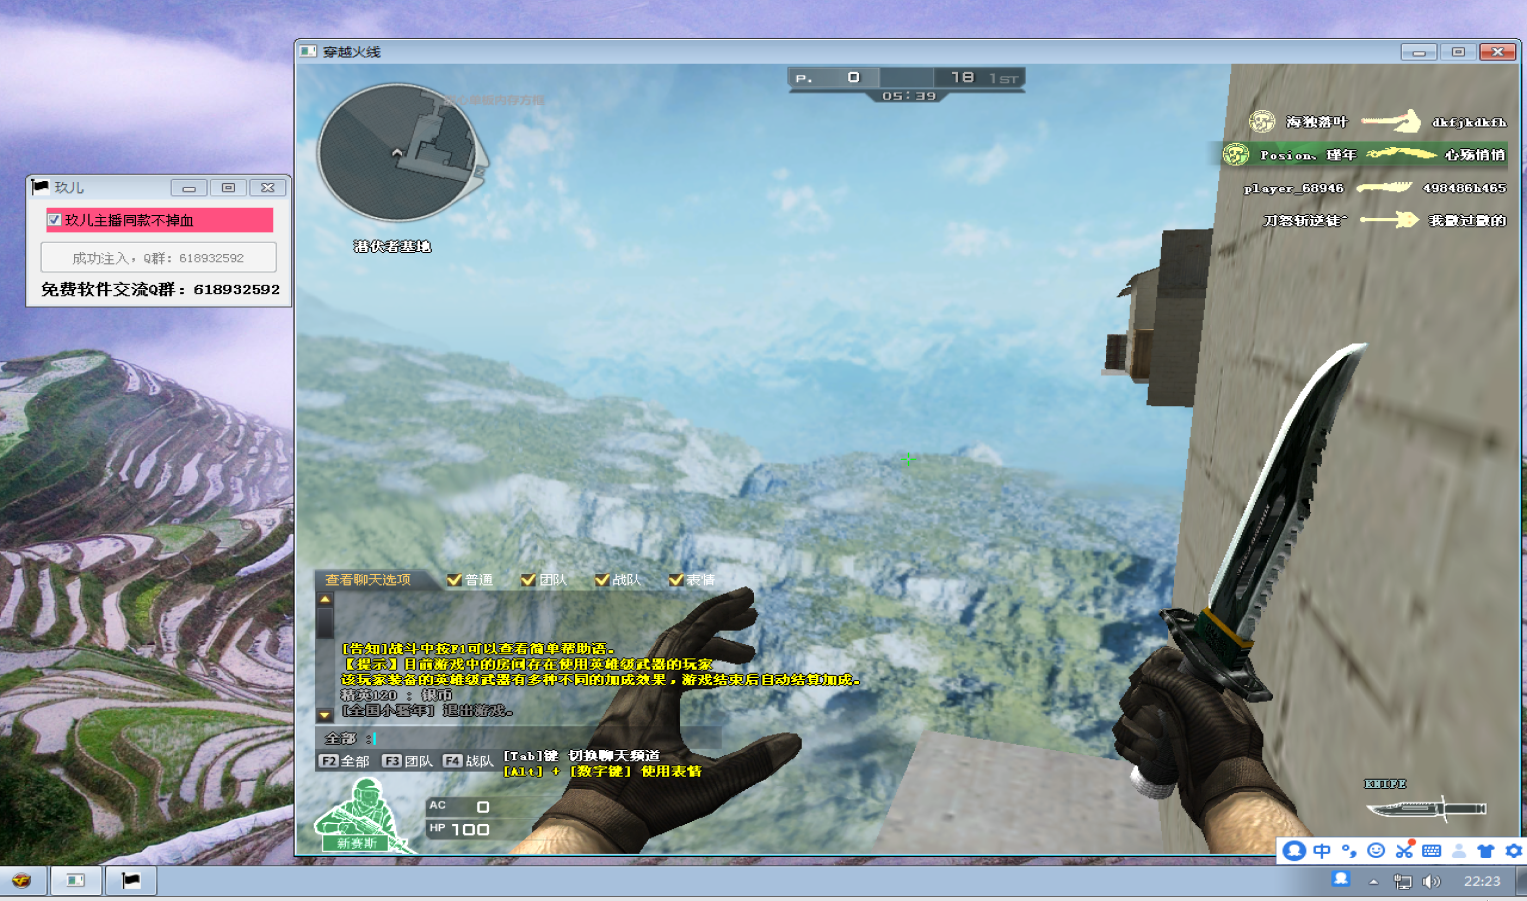 穿越火线
玖儿
玖儿主播同款不掉血
成功注入，Q群：618932592
免费软件交流Q群：618932592
P. 0 18 1ST
05:39
潜伏者基地
海独落叶 dkfjkdkfh
Posion、瑾年 心殇悄悄
player_68946 498486h465
刀怒斩逆徒^ 我鐖过鐖的
查看聊天选项 普通 团队 战队 表情
[告知]战斗中按F1可以查看简单帮助语。
【提示】目前游戏中的房间存在使用英雄级武器的玩家
该玩家装备的英雄级武器有多种不同的加成效果，游戏结束后自动结算加成。
精英120 : 银币
退出游戏。
全部 :
F2 全部 F3 团队 F4 战队
[Tab]键 切换聊天频道
[Alt] + [数字键] 使用表情
AC 0
HP 100
新赛斯
KNIFE
中
22:23